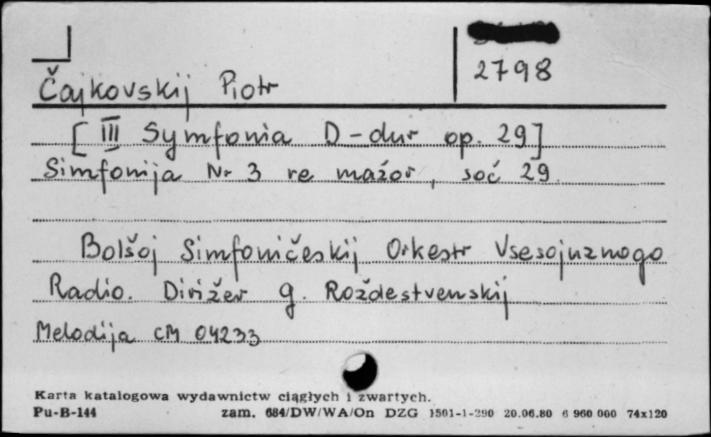 2798
Čajkovskij Piotr
[III Symfonia D-dur op. 29]
Simfonija Nr 3 re mažor, soč 29.
Bolšoj Simfoničeskij Orkestr Vsesojuznogo
Radio. Dirižer G. Roždestvenskij
Melodija CM 04233
Karta katalogowa wydawnictw ciągłych i zwartych.
Pu-B-144 zam. 684/DW/WA/On DZG 1501-1-290 20.06.80 6 960 000 74x120